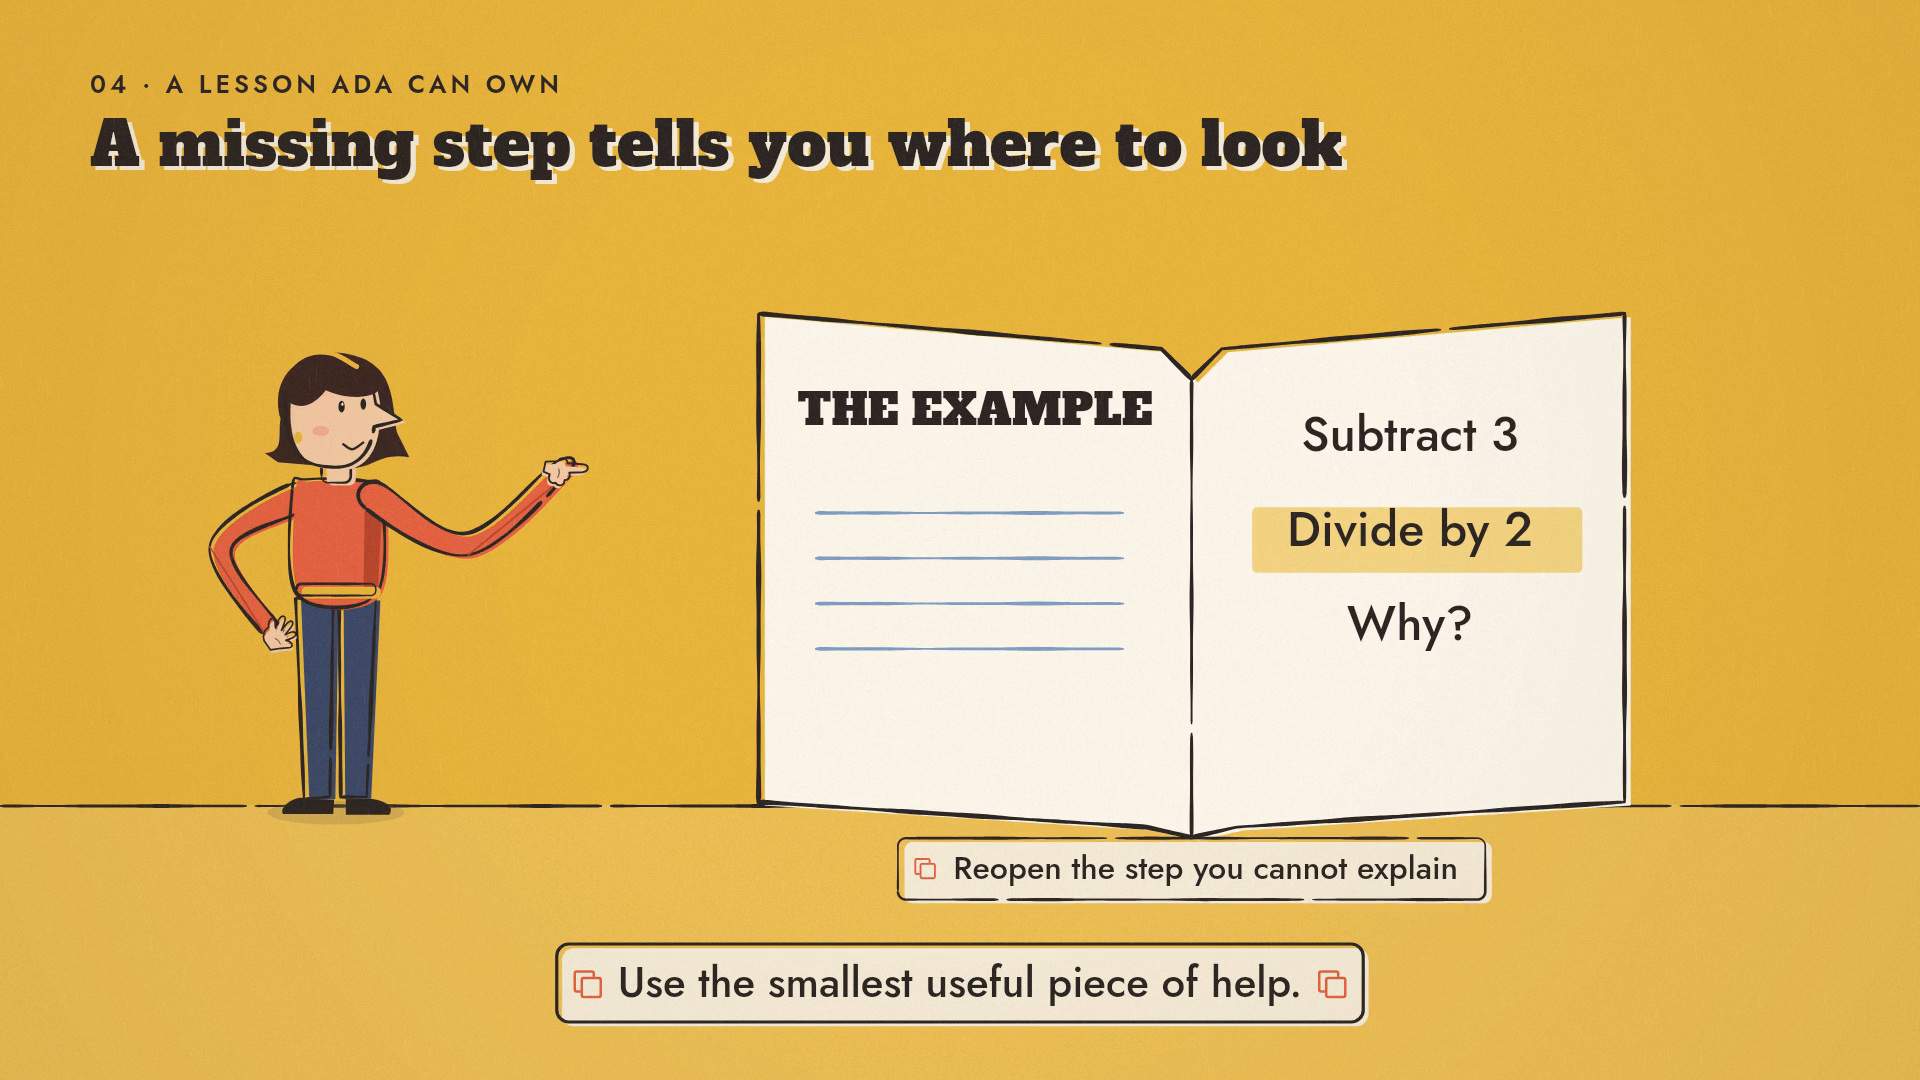 04 · A LESSON ADA CAN OWN
A missing step tells you where to look
THE EXAMPLE
Subtract 3
Divide by 2
Why?
Reopen the step you cannot explain
Use the smallest useful piece of help.